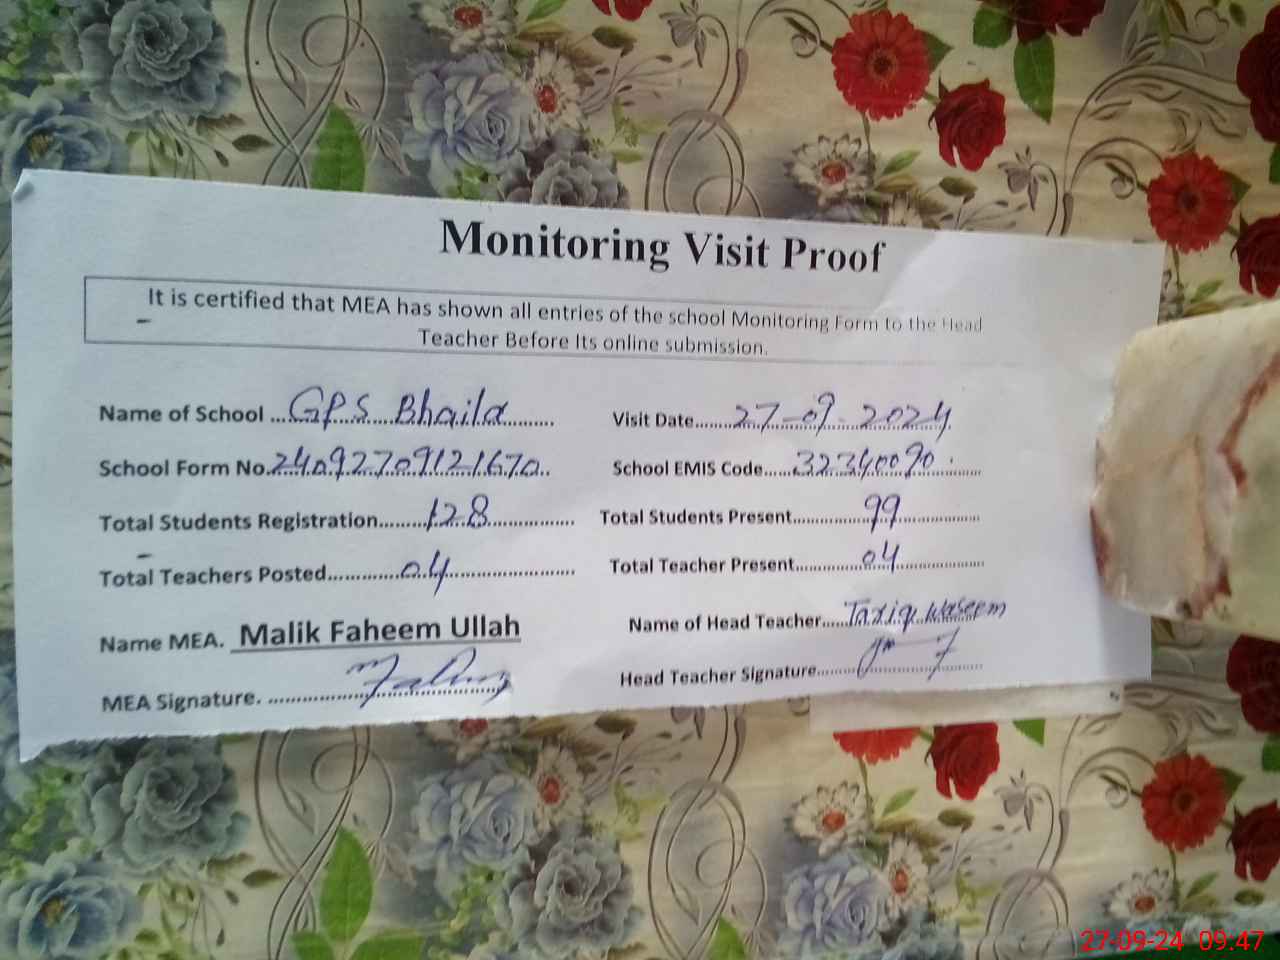 Monitoring Visit Proof
It is certified that MEA has shown all entries of the school Monitoring Form to the Head
Teacher Before Its online submission.
Name of School ... GPS Bhaila ..........
Visit Date....... 27-09-2024
School Form No. 24092709121670 ..
School EMIS Code...... 32340090 ......
Total Students Registration......... 128 .................
Total Students Present............... 99 ................
Total Teachers Posted............... 04 .........................
Total Teacher Present.............. 04 .................
Name MEA. Malik Faheem Ullah
Name of Head Teacher..... Tariq Waseem
MEA Signature. ....................
Head Teacher Signature.........
27-09-24 09:47